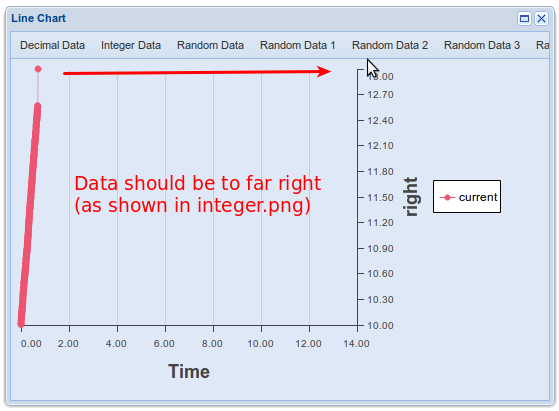 Line Chart
Decimal Data Integer Data Random Data Random Data 1 Random Data 2 Random Data 3 Ra
Data should be to far right
(as shown in integer.png)
13.00
12.70
12.40
12.10
11.80
11.50
11.20
10.90
10.60
10.30
10.00
right
current
0.00 2.00 4.00 6.00 8.00 10.00 12.00 14.00
Time